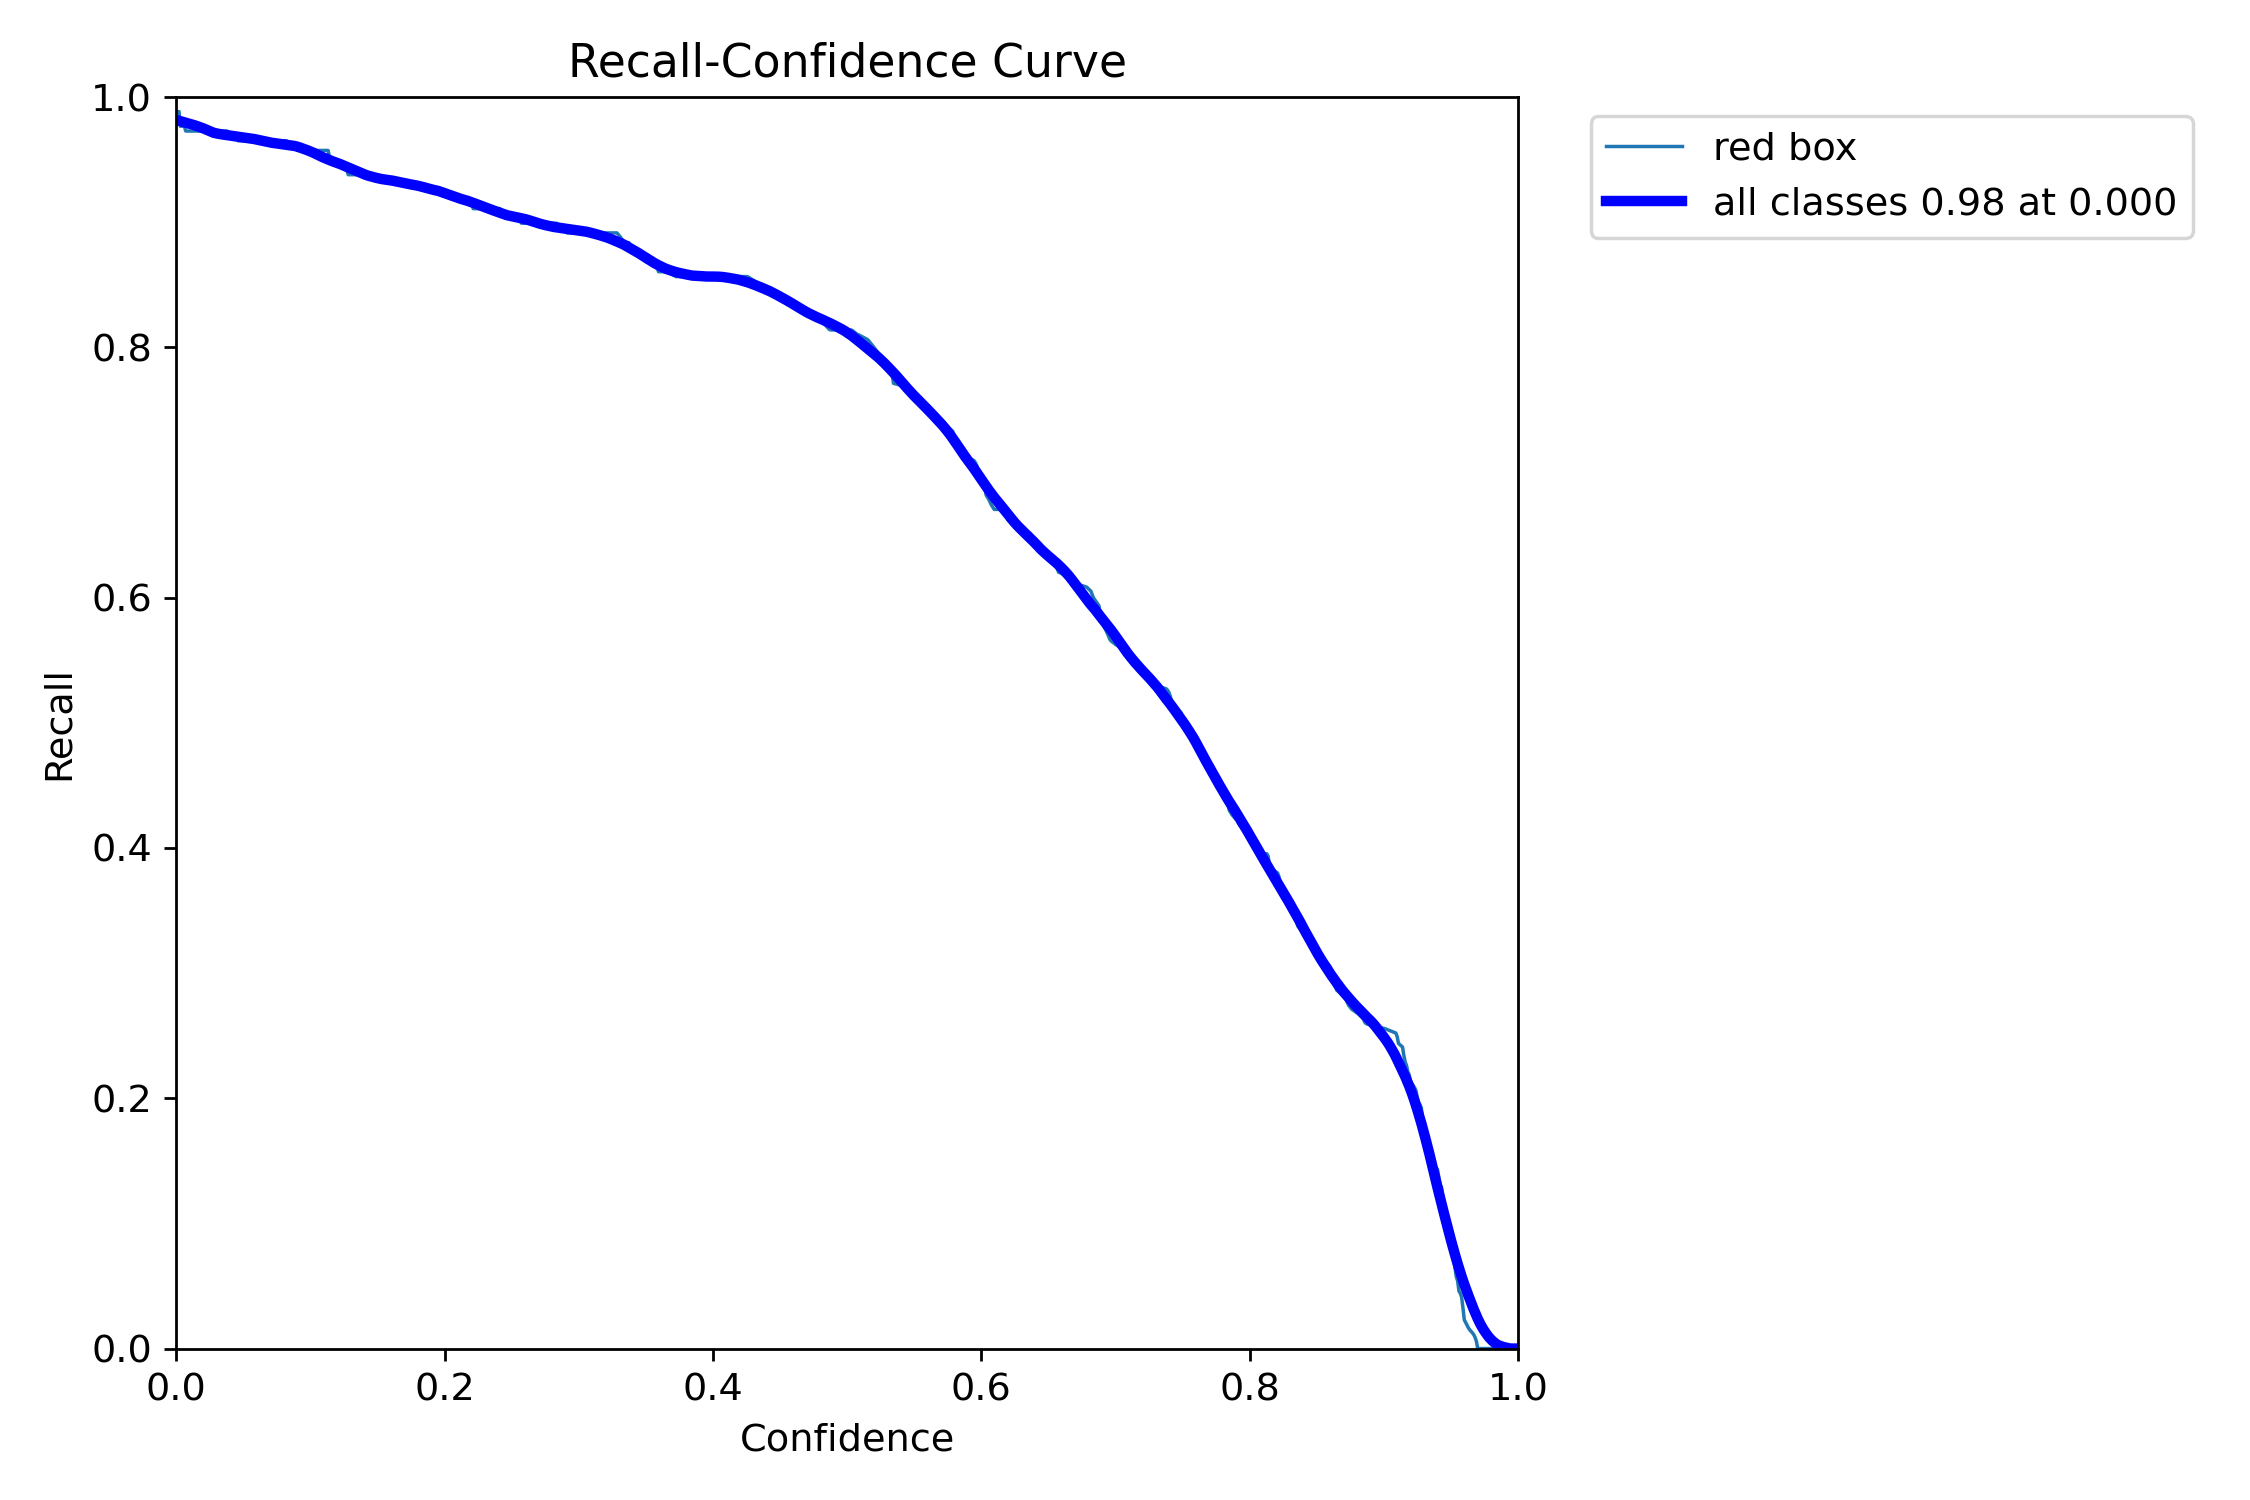 Recall-Confidence Curve
1.0
0.8
0.6
0.4
0.2
0.0
Recall
0.0 0.2 0.4 0.6 0.8 1.0
Confidence
red box
all classes 0.98 at 0.000